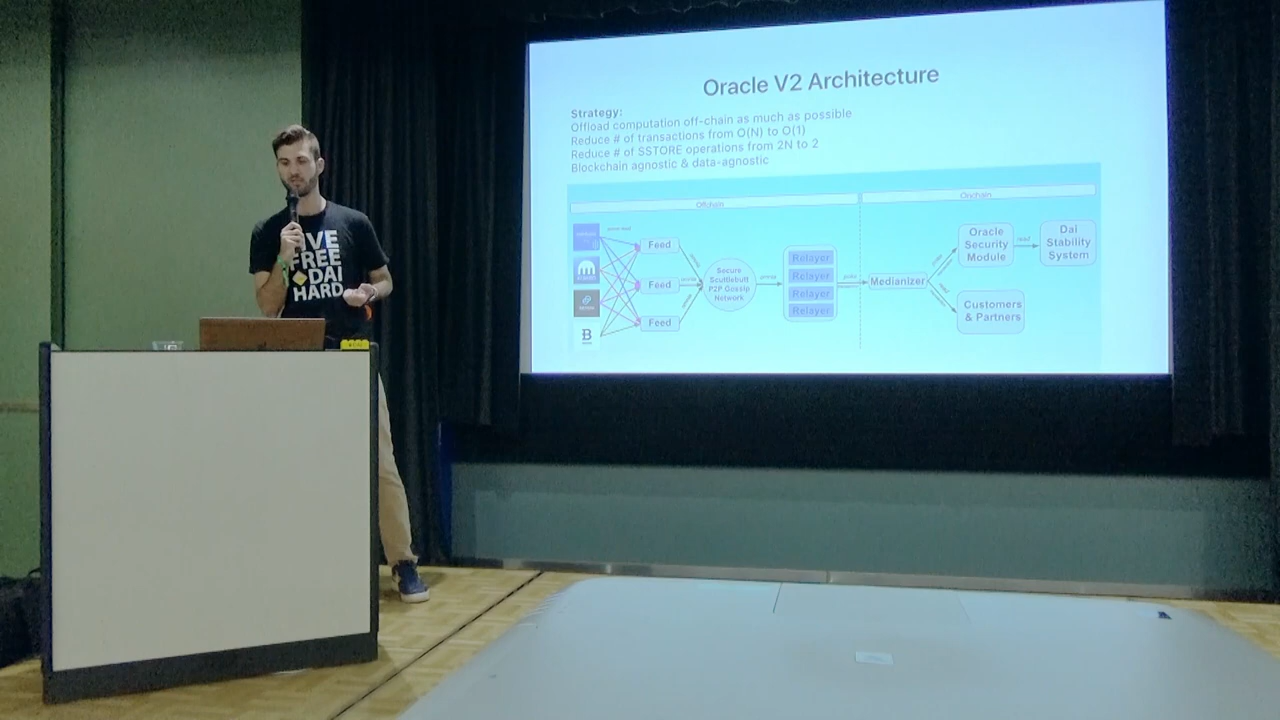 Oracle V2 Architecture
Strategy:
Offload computation off-chain as much as possible
Reduce # of transactions from O(N) to O(1)
Reduce # of SSTORE operations from 2N to 2
Blockchain agnostic & data-agnostic
Offchain
Onchain
Feed
Feed
Feed
Secure
Scuttlebutt
P2P Gossip
Network
Relayer
Relayer
Relayer
Relayer
Medianizer
Oracle
Security
Module
read
Dai
Stability
System
Customers
& Partners
LIVE
FREE
DAI
HARD